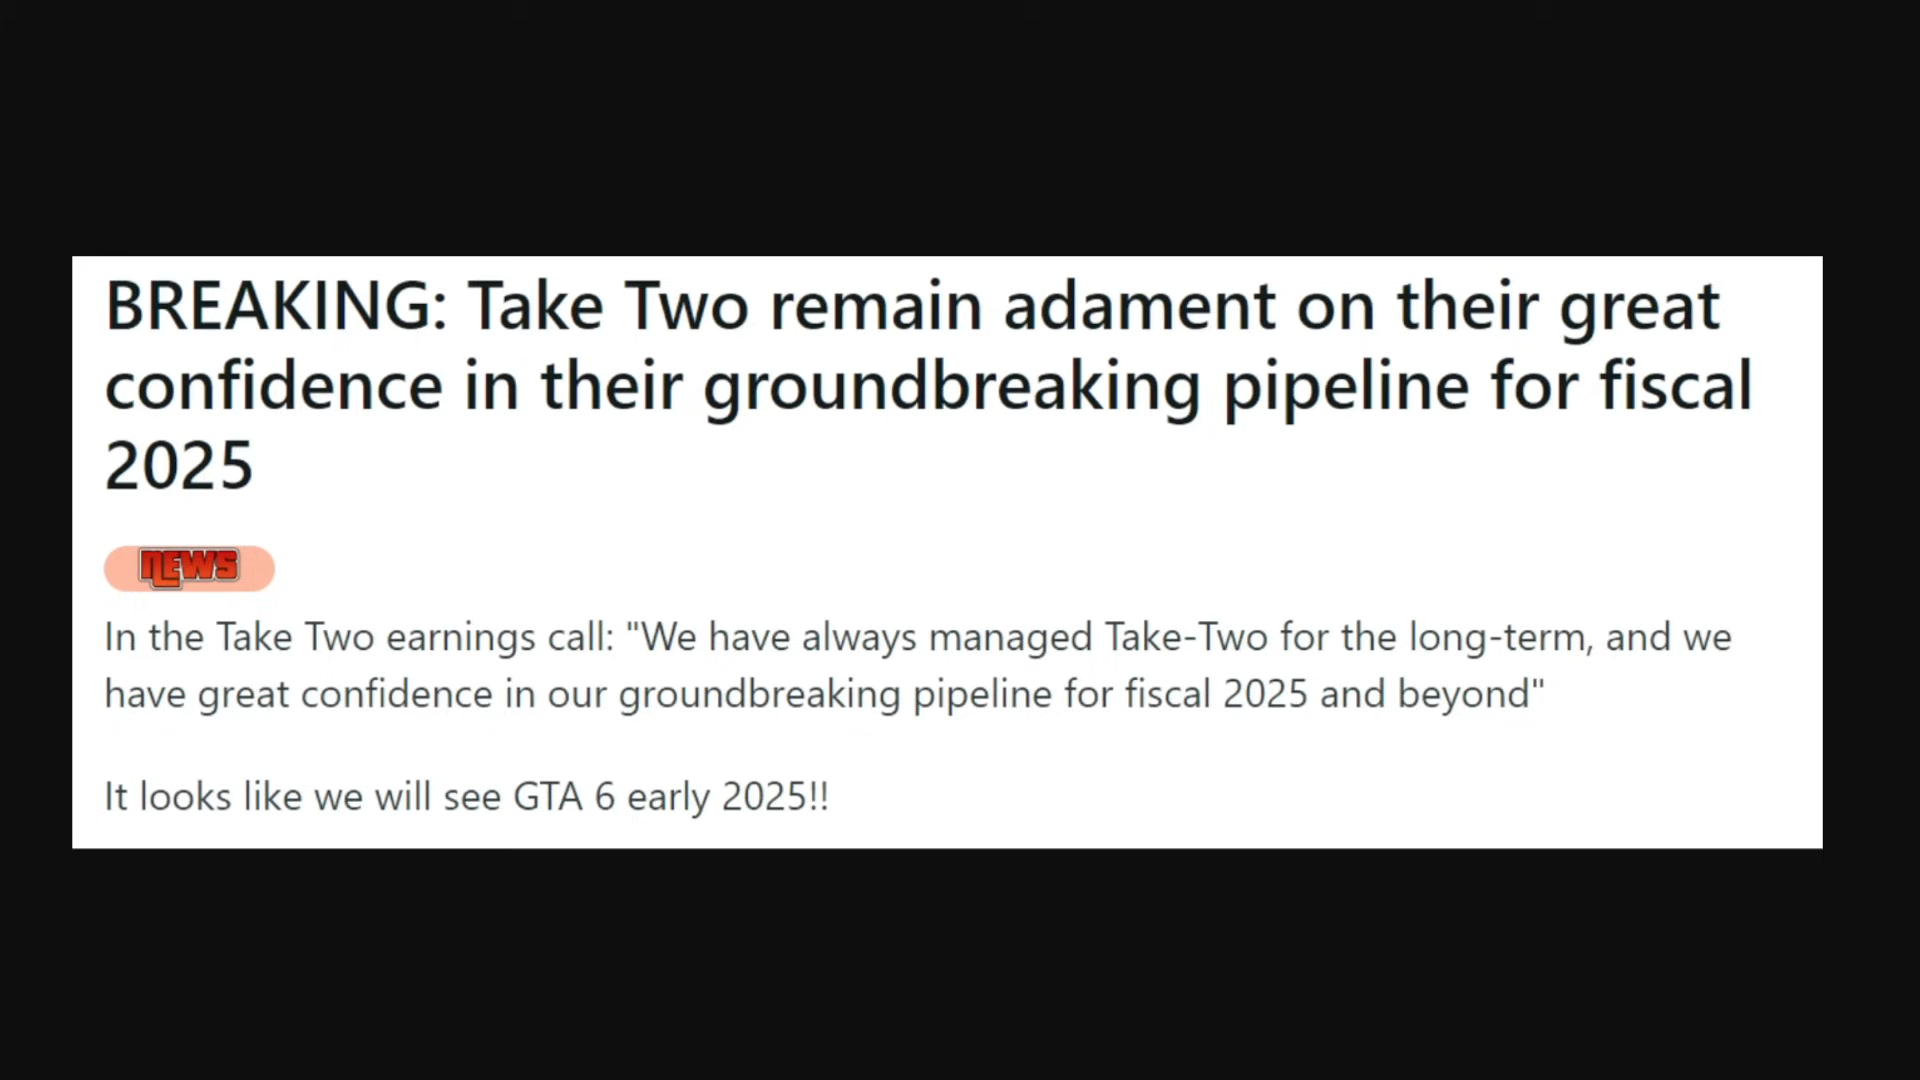 BREAKING: Take Two remain adament on their great
confidence in their groundbreaking pipeline for fiscal
2025
NEWS
In the Take Two earnings call: "We have always managed Take-Two for the long-term, and we
have great confidence in our groundbreaking pipeline for fiscal 2025 and beyond"
It looks like we will see GTA 6 early 2025!!